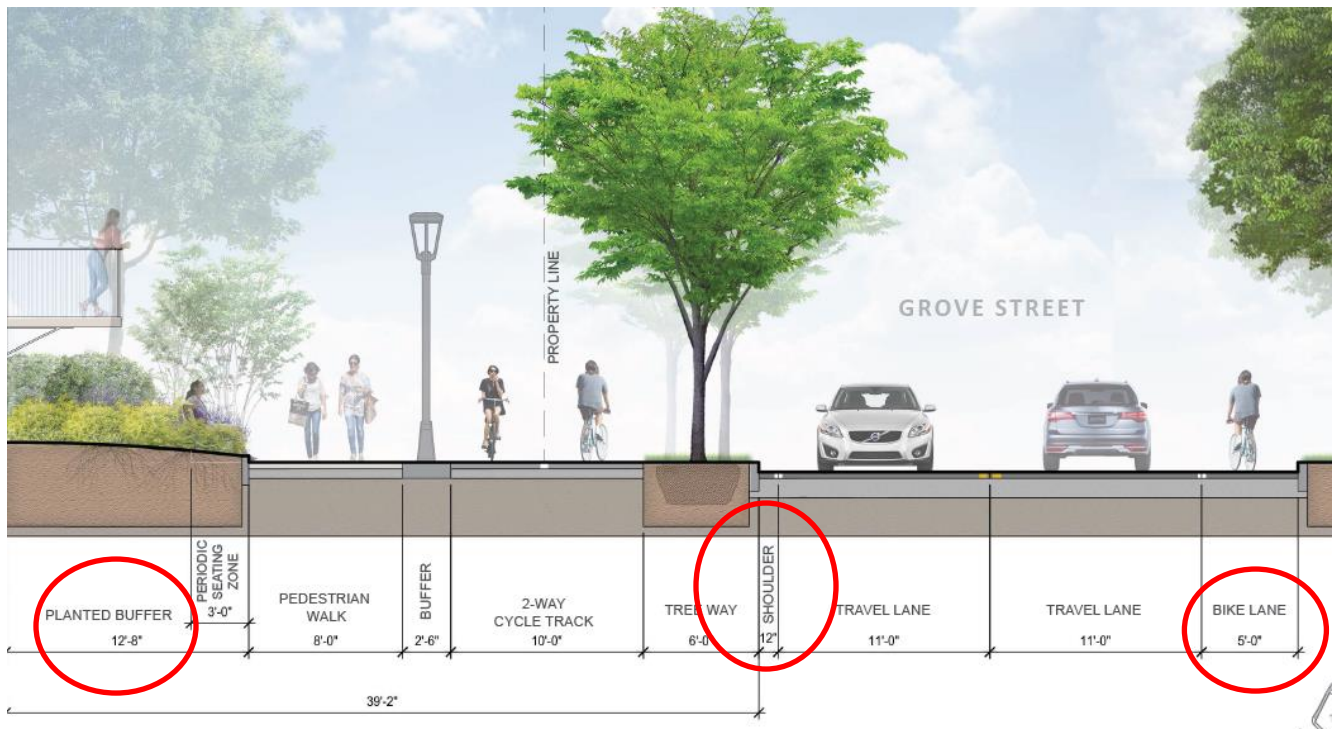 PROPERTY LINE
GROVE STREET
PLANTED BUFFER
12'-8"
PERIODIC
SEATING
ZONE
3'-0"
PEDESTRIAN
WALK
8'-0"
BUFFER
2'-6"
2-WAY
CYCLE TRACK
10'-0"
TREE WAY
6'-0
SHOULDER
12"
TRAVEL LANE
11'-0"
TRAVEL LANE
11'-0"
BIKE LANE
5'-0"
39'-2"